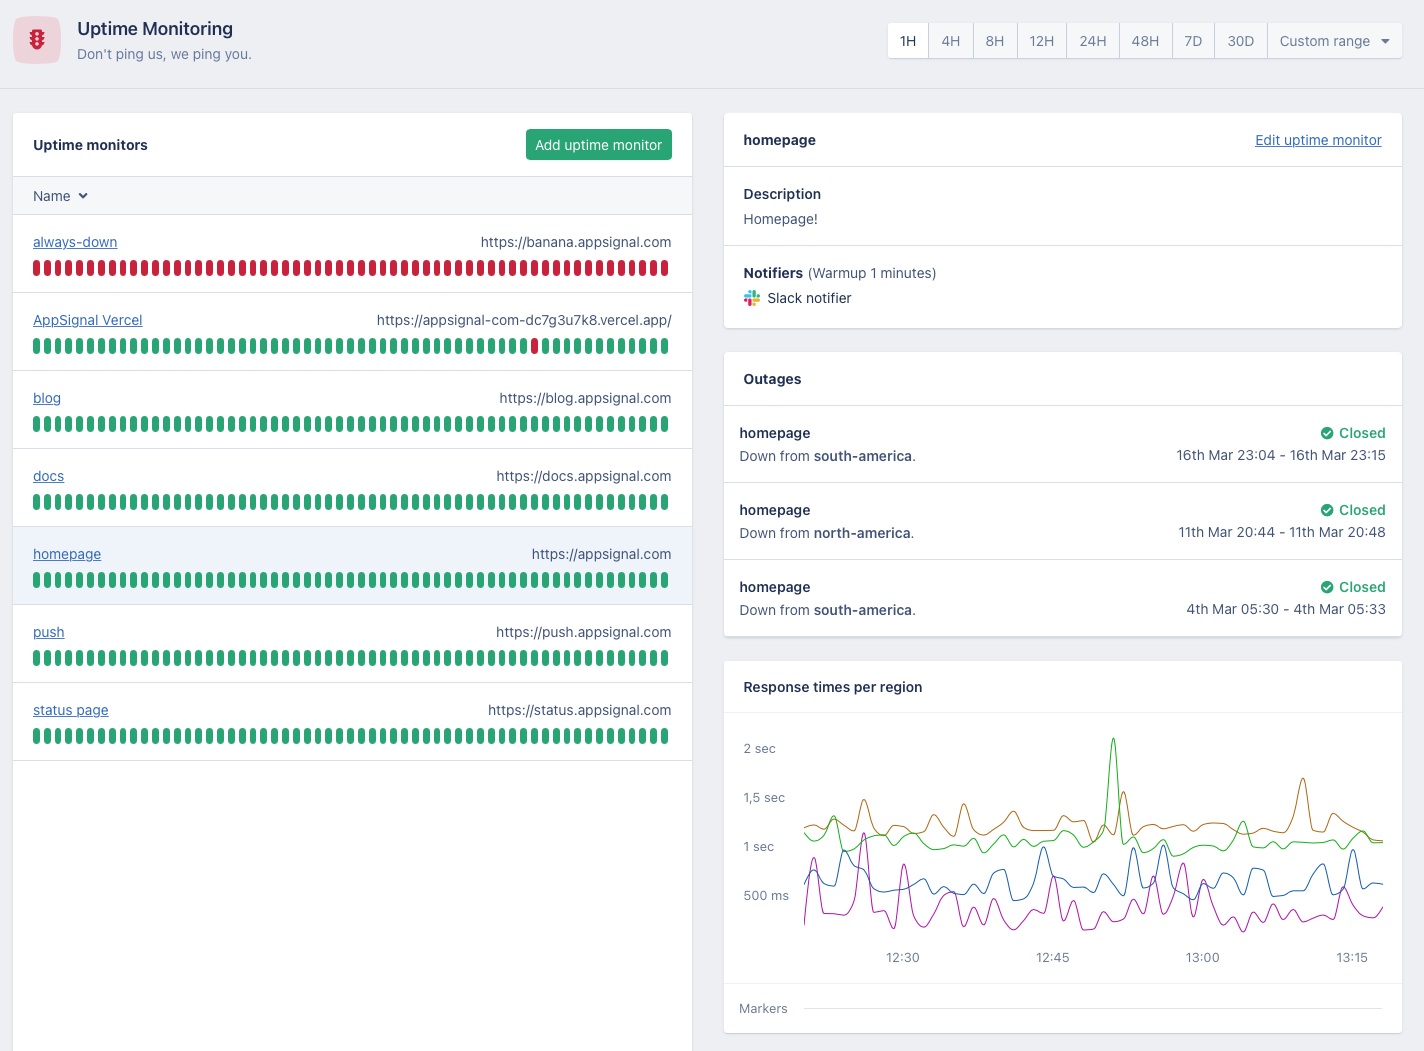 Uptime Monitoring
Don't ping us, we ping you.
1H 4H 8H 12H 24H 48H 7D 30D Custom range
Uptime monitors
Add uptime monitor
Name
always-down https://banana.appsignal.com
AppSignal Vercel https://appsignal-com-dc7g3u7k8.vercel.app/
blog https://blog.appsignal.com
docs https://docs.appsignal.com
homepage https://appsignal.com
push https://push.appsignal.com
status page https://status.appsignal.com
homepage Edit uptime monitor
Description
Homepage!
Notifiers (Warmup 1 minutes)
Slack notifier
Outages
homepage Closed
Down from south-america. 16th Mar 23:04 - 16th Mar 23:15
homepage Closed
Down from north-america. 11th Mar 20:44 - 11th Mar 20:48
homepage Closed
Down from south-america. 4th Mar 05:30 - 4th Mar 05:33
Response times per region
2 sec
1,5 sec
1 sec
500 ms
12:30 12:45 13:00 13:15
Markers